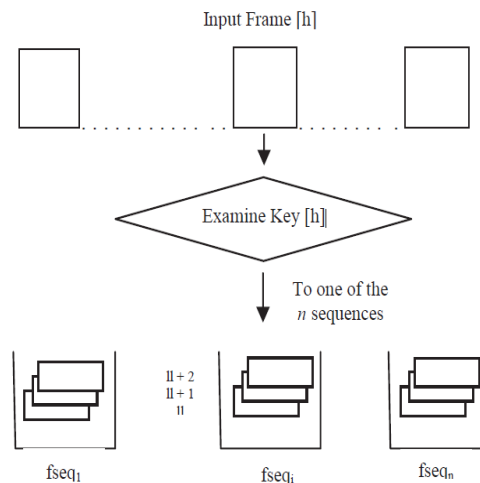 Input Frame [h]
Examine Key [h]
To one of the
n sequences
ll + 2
ll + 1
ll
fseq₁
fseqᵢ
fseqₙ